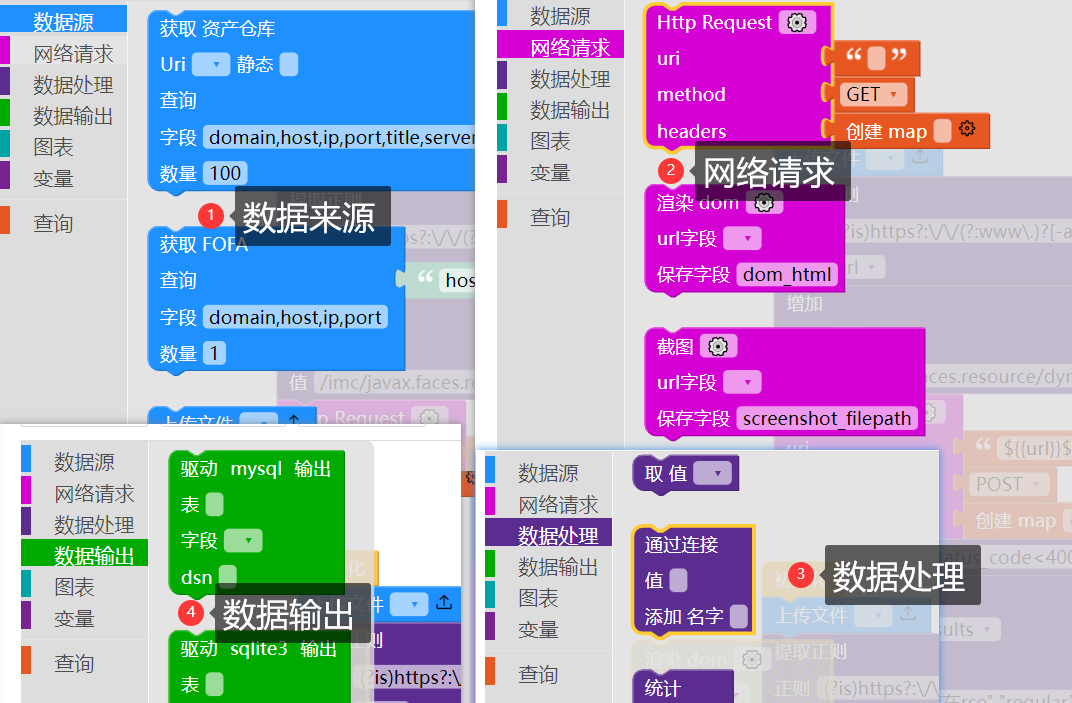 数据源
网络请求
数据处理
数据输出
图表
变量
查询
获取 资产仓库
Uri
静态
查询
字段 domain,host,ip,port,title,server
数量 100
1 数据来源
获取 FOFA
查询
“ hos
字段 domain,host,ip,port
数量 1
上传文件
值 /imc/javax.faces.re
p Request
数据源
网络请求
数据处理
数据输出
图表
变量
查询
Http Request
uri “ ”
method GET
headers 创建 map
2 网络请求
渲染 dom
url字段
保存字段 dom_html
截图
url字段
保存字段 screenshot_filepath
上传文件
?is)https?:\/\/(?:www\.)?[-a
增加
ces.resource/dyn
“ ${{url}}$
POST
创建 map
数据源
网络请求
数据处理
数据输出
图表
变量
查询
驱动 mysql 输出
表
字段
dsn
4 数据输出
驱动 sqlite3 输出
表
件
(?is)https?:\/
数据源
网络请求
数据处理
数据输出
图表
变量
查询
取 值
通过连接
值
添加 名字
3 数据处理
渲染 dom
统计
上传文件
提取正则
正则 (?is)https?:\/\
tatus_code<400
sults